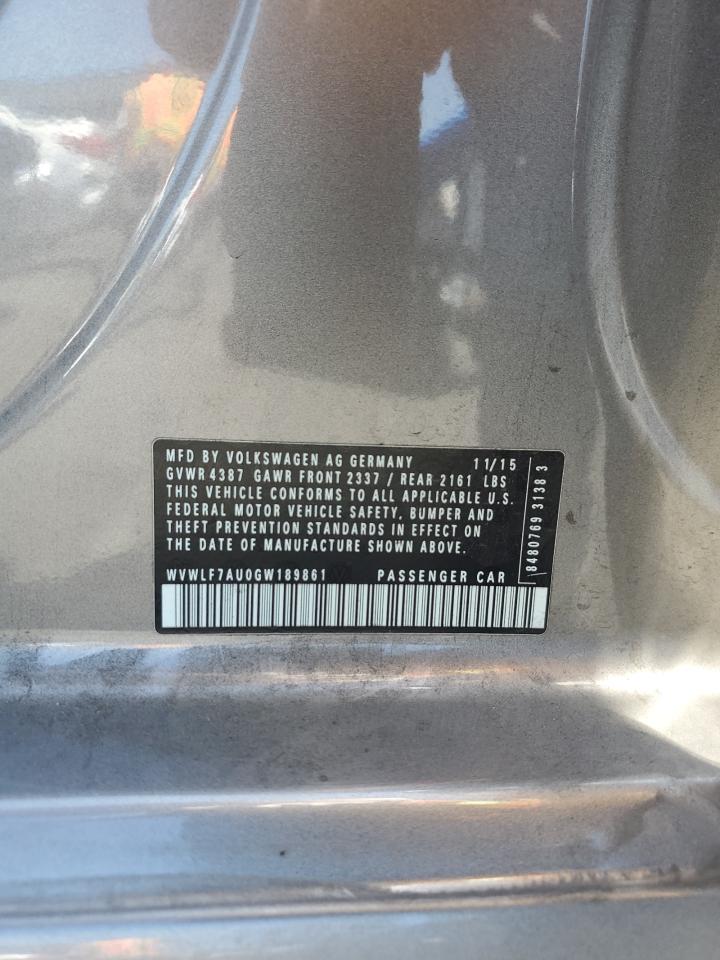 MFD BY VOLKSWAGEN AG GERMANY 11/15
GVWR 4387 GAWR FRONT 2337 / REAR 2161 LBS
THIS VEHICLE CONFORMS TO ALL APPLICABLE U.S.
FEDERAL MOTOR VEHICLE SAFETY, BUMPER AND
THEFT PREVENTION STANDARDS IN EFFECT ON
THE DATE OF MANUFACTURE SHOWN ABOVE.
WVWLF7AU0GW189861 PASSENGER CAR
8480769 3138 3